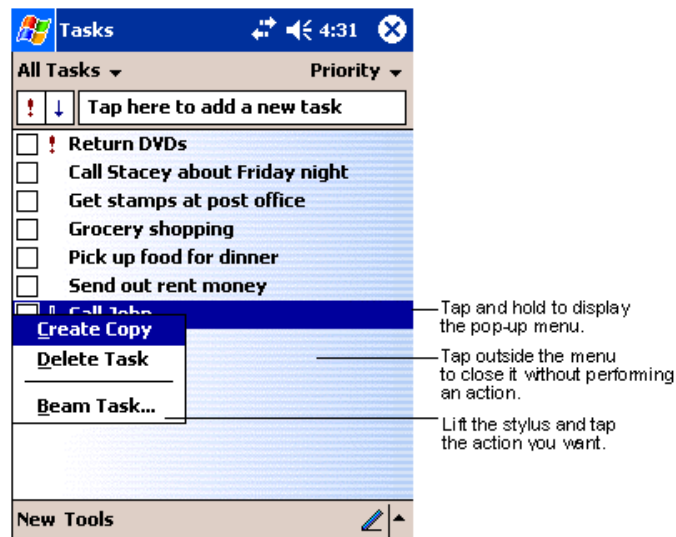 Tasks 4:31
All Tasks Priority
! ↓ Tap here to add a new task
! Return DVDs
Call Stacey about Friday night
Get stamps at post office
Grocery shopping
Pick up food for dinner
Send out rent money
Call John
Create Copy
Delete Task
Beam Task...
Tap and hold to display
the pop-up menu.
Tap outside the menu
to close it without performing
an action.
Lift the stylus and tap
the action you want.
New Tools